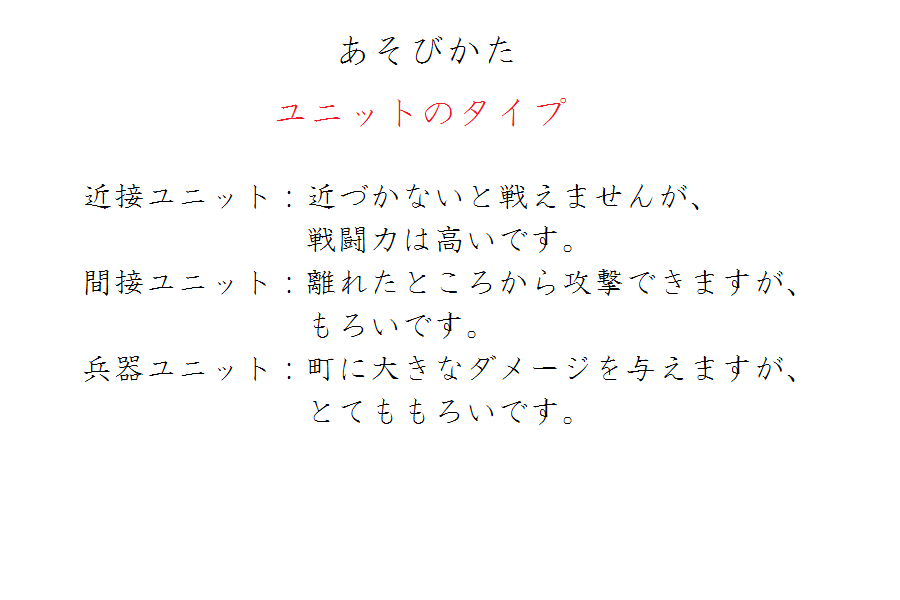 あそびかた
ユニットのタイプ
近接ユニット：近づかないと戦えませんが、
戦闘力は高いです。
間接ユニット：離れたところから攻撃できますが、
もろいです。
兵器ユニット：町に大きなダメージを与えますが、
とてももろいです。